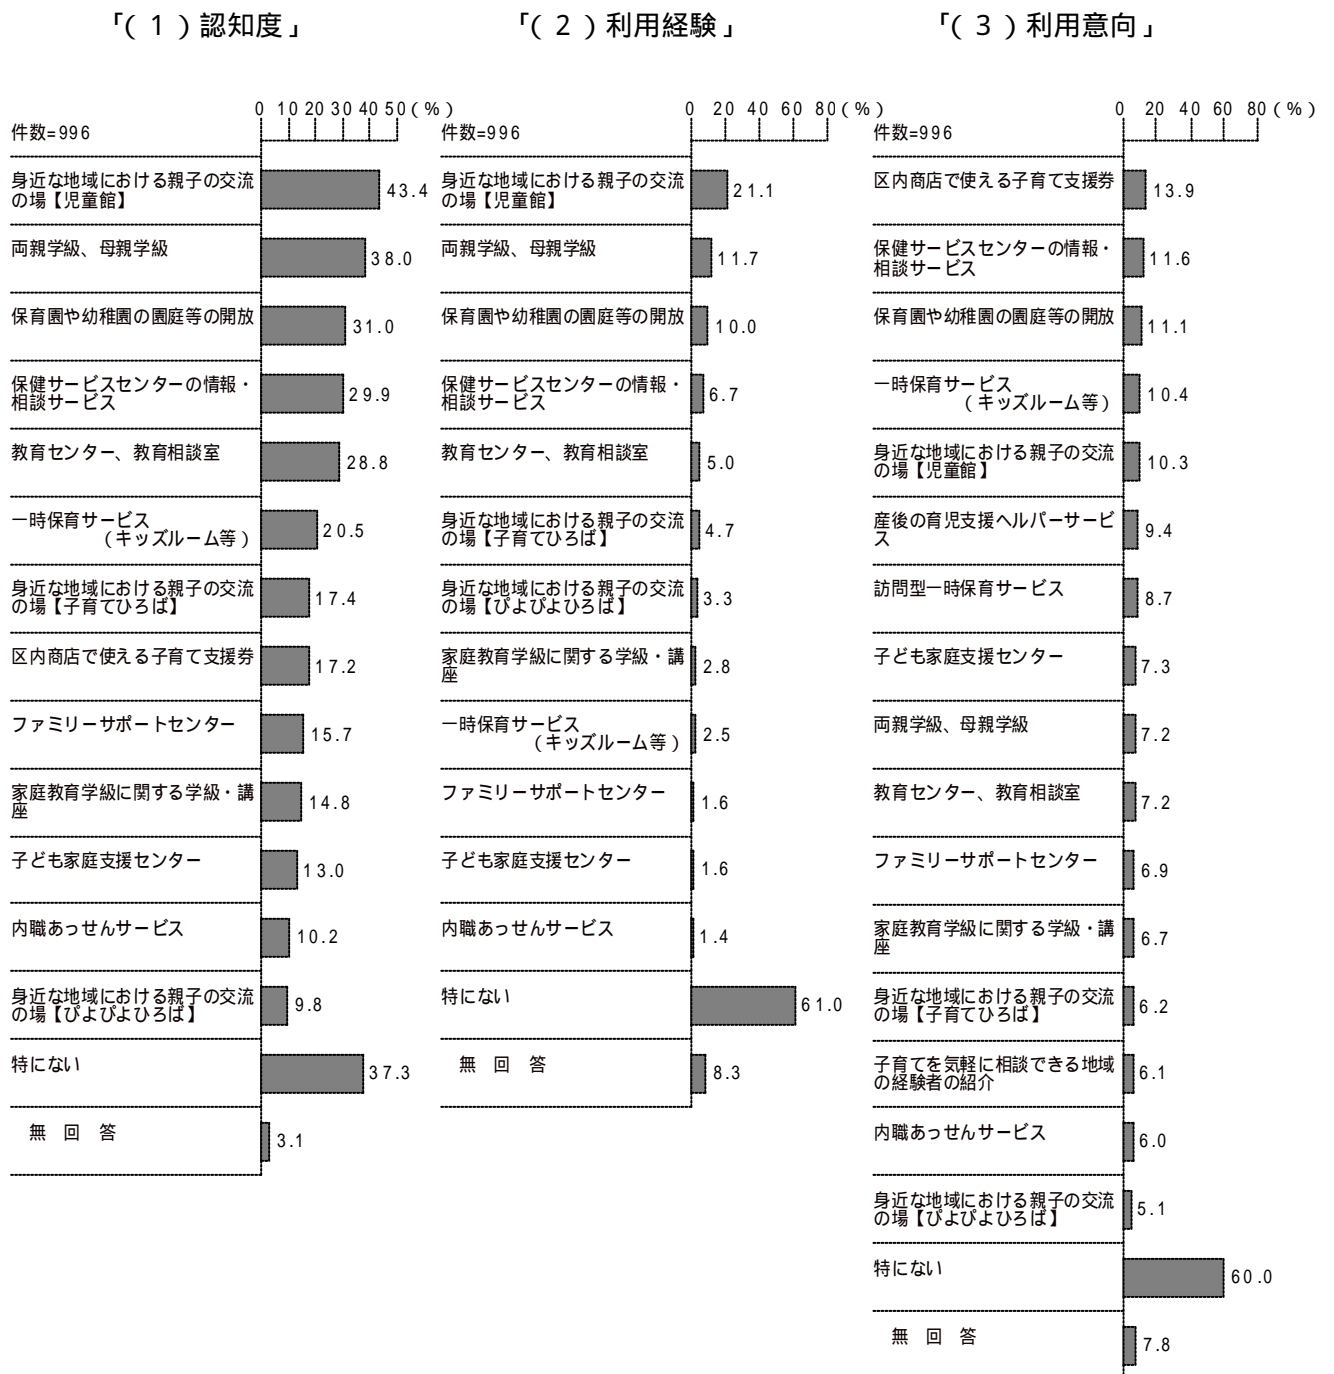 「(1)認知度」
0 10 20 30 40 50(%)
件数=996
身近な地域における親子の交流
の場【児童館】
43.4
両親学級、母親学級
38.0
保育園や幼稚園の園庭等の開放
31.0
保健サービスセンターの情報・
相談サービス
29.9
教育センター、教育相談室
28.8
一時保育サービス
(キッズルーム等)
20.5
身近な地域における親子の交流
の場【子育てひろば】
17.4
区内商店で使える子育て支援券
17.2
ファミリーサポートセンター
15.7
家庭教育学級に関する学級・講
座
14.8
子ども家庭支援センター
13.0
内職あっせんサービス
10.2
身近な地域における親子の交流
の場【ぴよぴよひろば】
9.8
特にない
37.3
無 回 答
3.1
「(2)利用経験」
0 20 40 60 80(%)
身近な地域における親子の交流
の場【児童館】
21.1
両親学級、母親学級
11.7
保育園や幼稚園の園庭等の開放
10.0
保健サービスセンターの情報・
相談サービス
6.7
教育センター、教育相談室
5.0
身近な地域における親子の交流
の場【子育てひろば】
4.7
身近な地域における親子の交流
の場【ぴよぴよひろば】
3.3
家庭教育学級に関する学級・講
座
2.8
一時保育サービス
(キッズルーム等)
2.5
ファミリーサポートセンター
1.6
子ども家庭支援センター
1.6
内職あっせんサービス
1.4
特にない
61.0
無 回 答
8.3
「(3)利用意向」
0 20 40 60 80(%)
件数=996
区内商店で使える子育て支援券
13.9
保健サービスセンターの情報・
相談サービス
11.6
保育園や幼稚園の園庭等の開放
11.1
一時保育サービス
(キッズルーム等)
10.4
身近な地域における親子の交流
の場【児童館】
10.3
産後の育児支援ヘルパーサービ
ス
9.4
訪問型一時保育サービス
8.7
子ども家庭支援センター
7.3
両親学級、母親学級
7.2
教育センター、教育相談室
7.2
ファミリーサポートセンター
6.9
家庭教育学級に関する学級・講
座
6.7
身近な地域における親子の交流
の場【子育てひろば】
6.2
子育てを気軽に相談できる地域
の経験者の紹介
6.1
内職あっせんサービス
6.0
身近な地域における親子の交流
の場【ぴよぴよひろば】
5.1
特にない
60.0
無 回 答
7.8